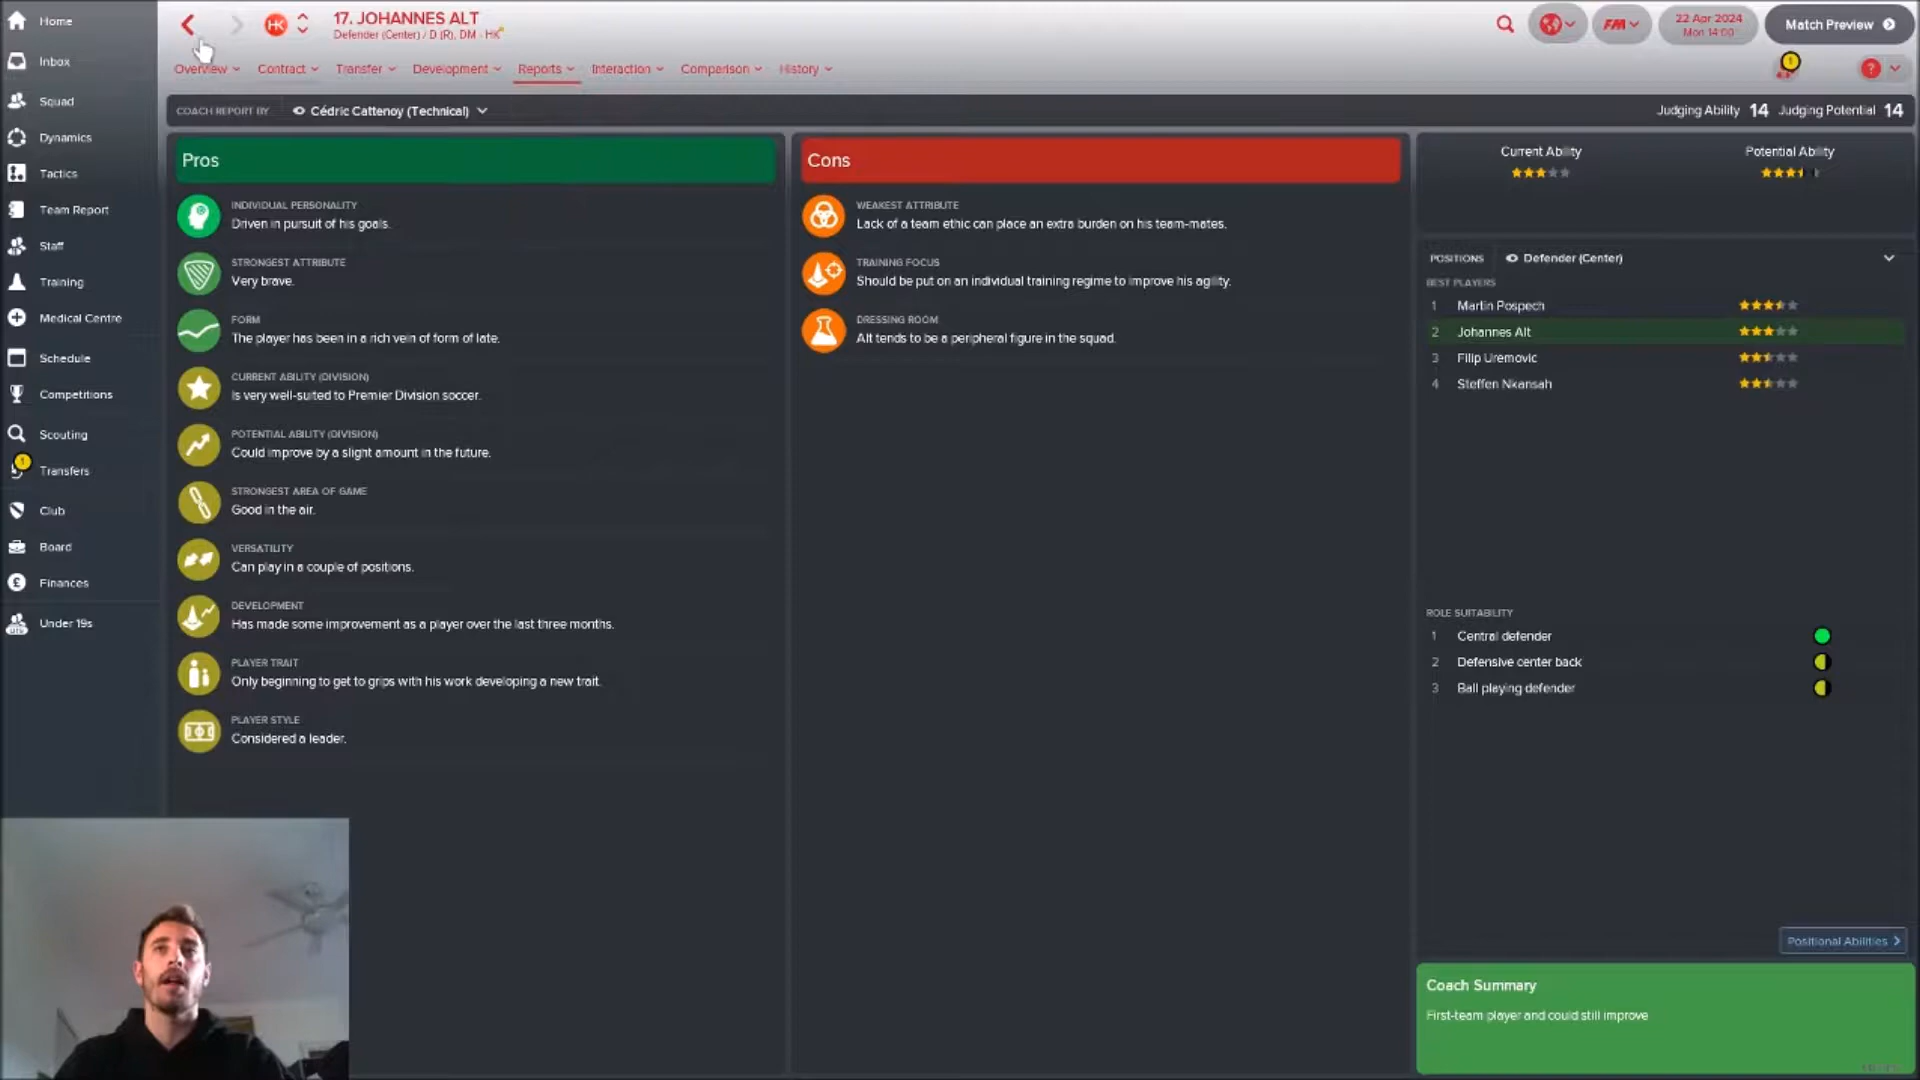 Home
Inbox
Squad
Dynamics
Tactics
Team Report
Staff
Training
Medical Centre
Schedule
Competitions
Scouting
1
Transfers
Club
Board
£ Finances
U19 Under 19s
HK
17. JOHANNES ALT
Defender (Center) / D (R), DM - HK
FM
22 Apr 2024
Mon 14:00
Match Preview
Overview
Contract
Transfer
Development
Reports
Interaction
Comparison
History
1
?
COACH REPORT BY
Cédric Cattenoy (Technical)
Judging Ability 14 Judging Potential 14
Pros
INDIVIDUAL PERSONALITY
Driven in pursuit of his goals.
STRONGEST ATTRIBUTE
Very brave.
FORM
The player has been in a rich vein of form of late.
CURRENT ABILITY (DIVISION)
Is very well-suited to Premier Division soccer.
POTENTIAL ABILITY (DIVISION)
Could improve by a slight amount in the future.
STRONGEST AREA OF GAME
Good in the air.
VERSATILITY
Can play in a couple of positions.
DEVELOPMENT
Has made some improvement as a player over the last three months.
PLAYER TRAIT
Only beginning to get to grips with his work developing a new trait.
PLAYER STYLE
Considered a leader.
Cons
WEAKEST ATTRIBUTE
Lack of a team ethic can place an extra burden on his team-mates.
TRAINING FOCUS
Should be put on an individual training regime to improve his agility.
DRESSING ROOM
Alt tends to be a peripheral figure in the squad.
Current Ability
Potential Ability
POSITIONS Defender (Center)
BEST PLAYERS
1 Martin Pospech
2 Johannes Alt
3 Filip Uremovic
4 Steffen Nkansah
ROLE SUITABILITY
1 Central defender
2 Defensive center back
3 Ball playing defender
Positional Abilities
Coach Summary
First-team player and could still improve